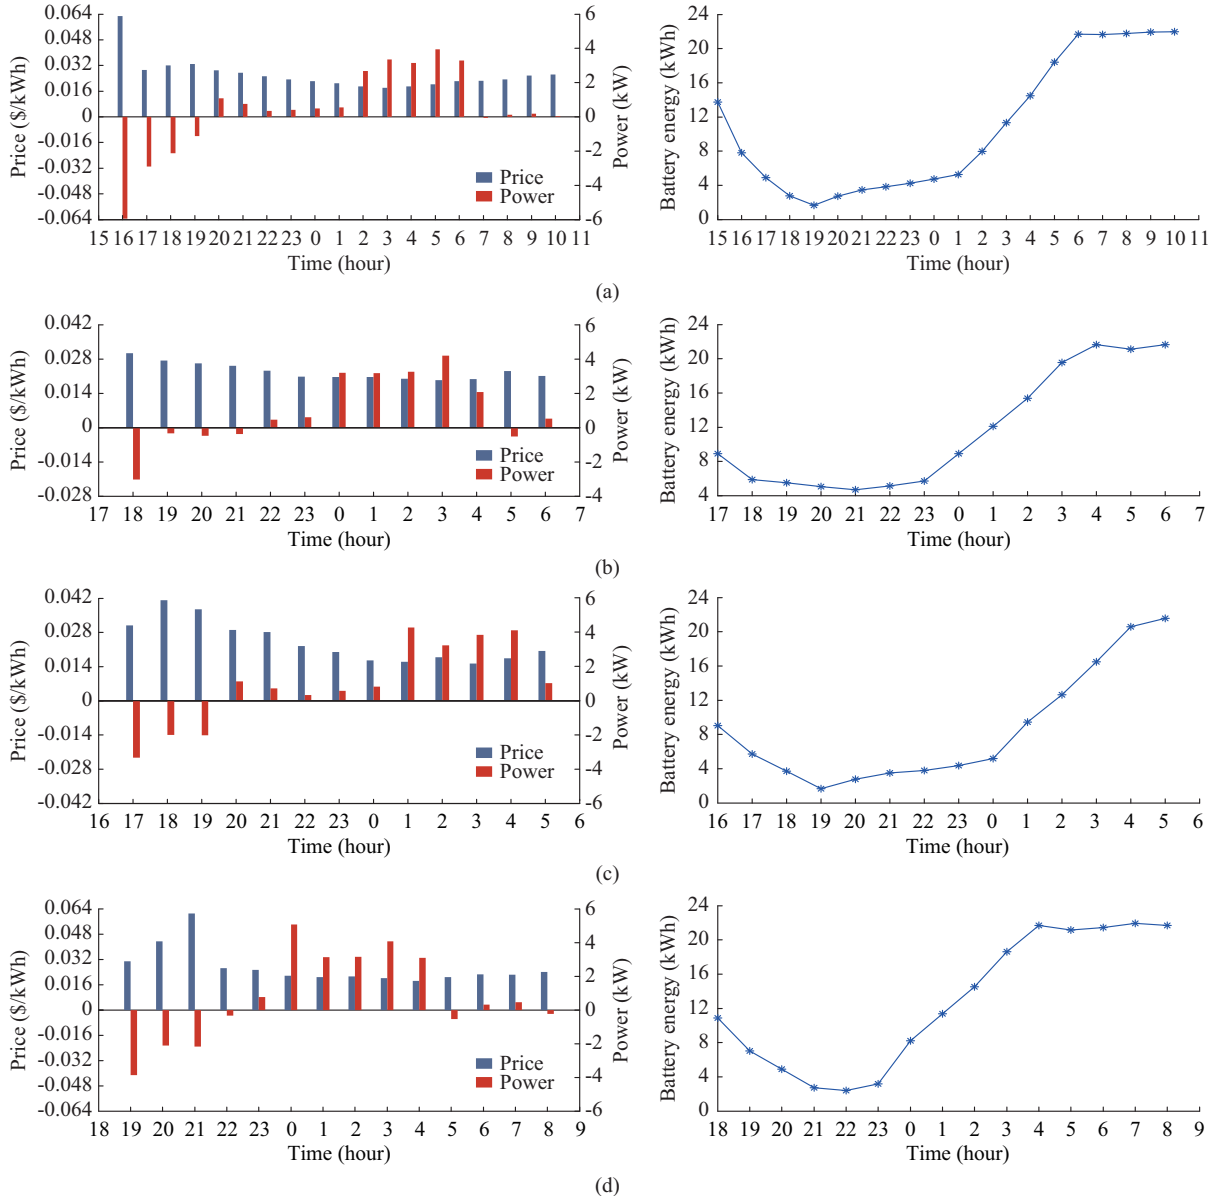 0.064
0.048
0.032
0.016
0
-0.016
-0.032
-0.048
-0.064
Price ($/kWh)
6
4
2
0
-2
-4
-6
Power (kW)
Price
Power
15 16 17 18 19 20 21 22 23 0 1 2 3 4 5 6 7 8 9 10 11
Time (hour)
24
20
16
12
8
4
0
Battery energy (kWh)
15 16 17 18 19 20 21 22 23 0 1 2 3 4 5 6 7 8 9 10 11
Time (hour)
(a)
0.042
0.028
0.014
0
-0.014
-0.028
Price ($/kWh)
6
4
2
0
-2
-4
Power (kW)
Price
Power
17 18 19 20 21 22 23 0 1 2 3 4 5 6 7
Time (hour)
24
20
16
12
8
4
Battery energy (kWh)
17 18 19 20 21 22 23 0 1 2 3 4 5 6 7
Time (hour)
(b)
0.042
0.028
0.014
0
-0.014
-0.028
-0.042
Price ($/kWh)
6
4
2
0
-2
-4
-6
Power (kW)
Price
Power
16 17 18 19 20 21 22 23 0 1 2 3 4 5 6
Time (hour)
24
20
16
12
8
4
0
Battery energy (kWh)
16 17 18 19 20 21 22 23 0 1 2 3 4 5 6
Time (hour)
(c)
0.064
0.048
0.032
0.016
0
-0.016
-0.032
-0.048
-0.064
Price ($/kWh)
6
4
2
0
-2
-4
-6
Power (kW)
Price
Power
18 19 20 21 22 23 0 1 2 3 4 5 6 7 8 9
Time (hour)
24
20
16
12
8
4
0
Battery energy (kWh)
18 19 20 21 22 23 0 1 2 3 4 5 6 7 8 9
Time (hour)
(d)